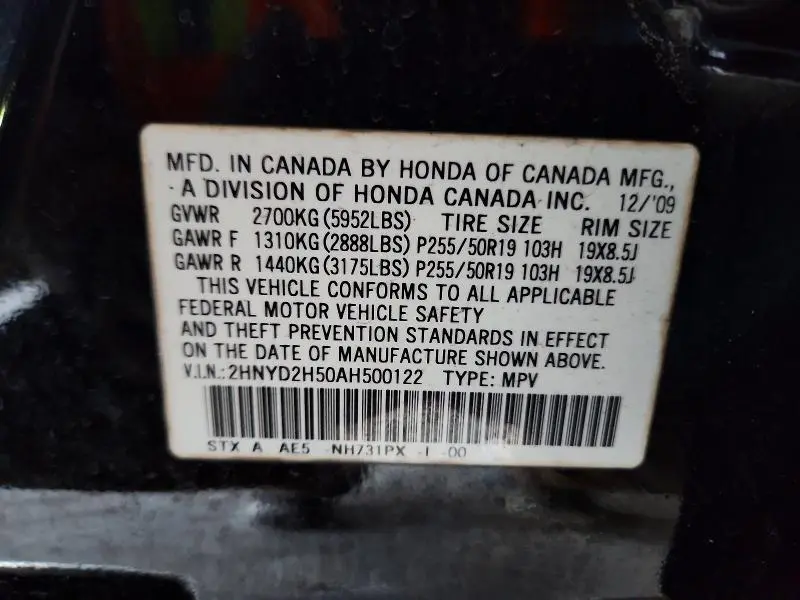 MFD. IN CANADA BY HONDA OF CANADA MFG.,
A DIVISION OF HONDA CANADA INC. 12/'09
GVWR 2700KG(5952LBS) TIRE SIZE RIM SIZE
GAWR F 1310KG(2888LBS) P255/50R19 103H 19X8.5J
GAWR R 1440KG(3175LBS) P255/50R19 103H 19X8.5J
THIS VEHICLE CONFORMS TO ALL APPLICABLE
FEDERAL MOTOR VEHICLE SAFETY
AND THEFT PREVENTION STANDARDS IN EFFECT
ON THE DATE OF MANUFACTURE SHOWN ABOVE.
V.I.N.:2HNYD2H50AH500122 TYPE: MPV
STX A AE5 NH731PX -I -00